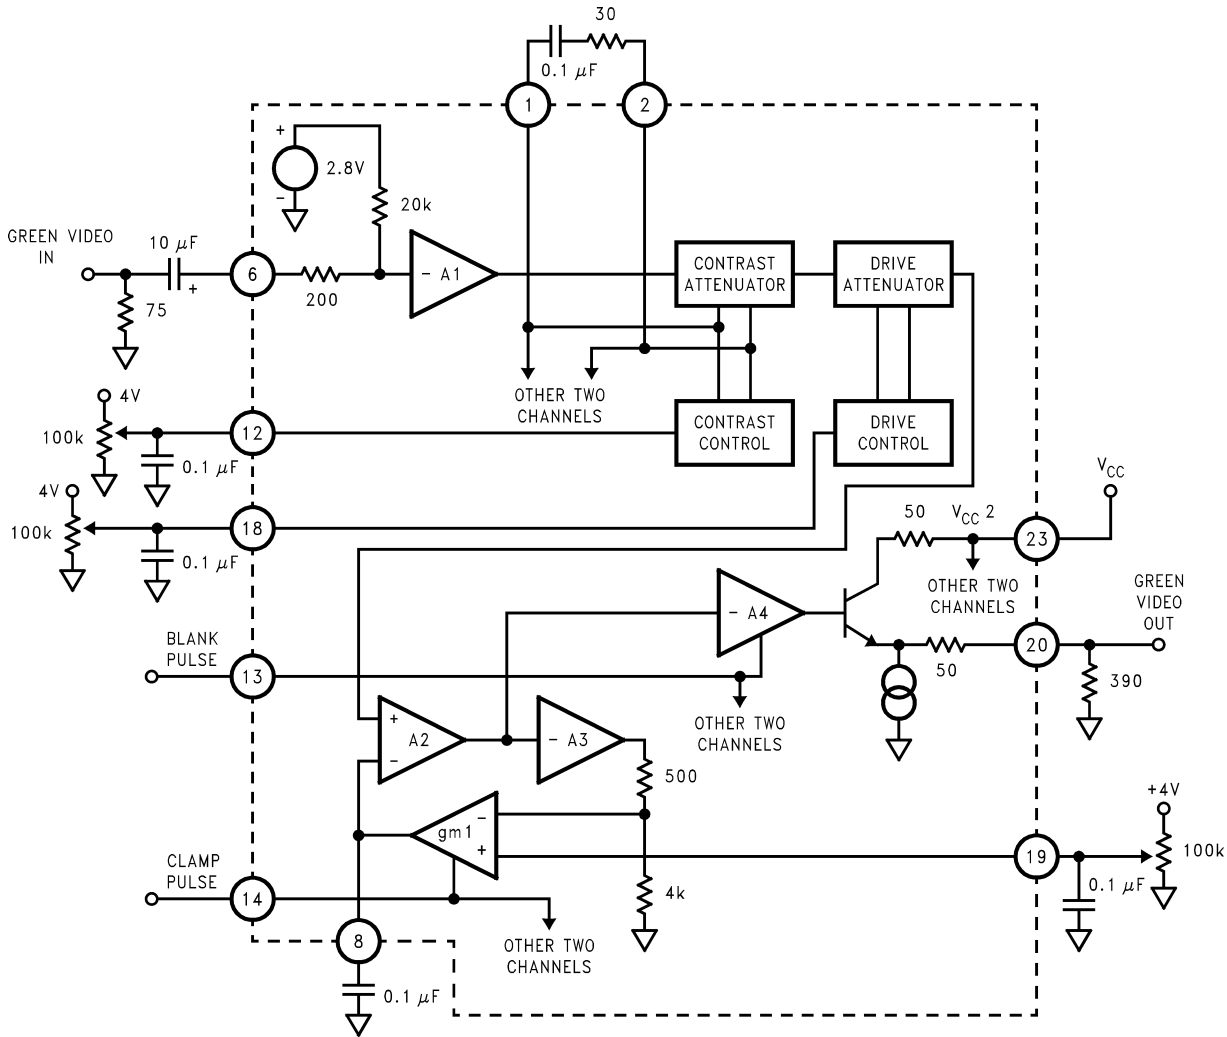 30
0.1 μF
1
2
+
2.8V
−
20k
GREEN VIDEO
IN
10 μF
+
6
200
75
− A1
CONTRAST
ATTENUATOR
DRIVE
ATTENUATOR
OTHER TWO
CHANNELS
4V
100k
12
0.1 μF
CONTRAST
CONTROL
DRIVE
CONTROL
4V
100k
18
0.1 μF
50
VCC 2
23
VCC
OTHER TWO
CHANNELS
GREEN
VIDEO
OUT
− A4
BLANK
PULSE
13
20
50
390
OTHER TWO
CHANNELS
+
A2
−
− A3
500
+4V
gm1
−
+
19
100k
0.1 μF
CLAMP
PULSE
14
4k
OTHER TWO
CHANNELS
8
0.1 μF